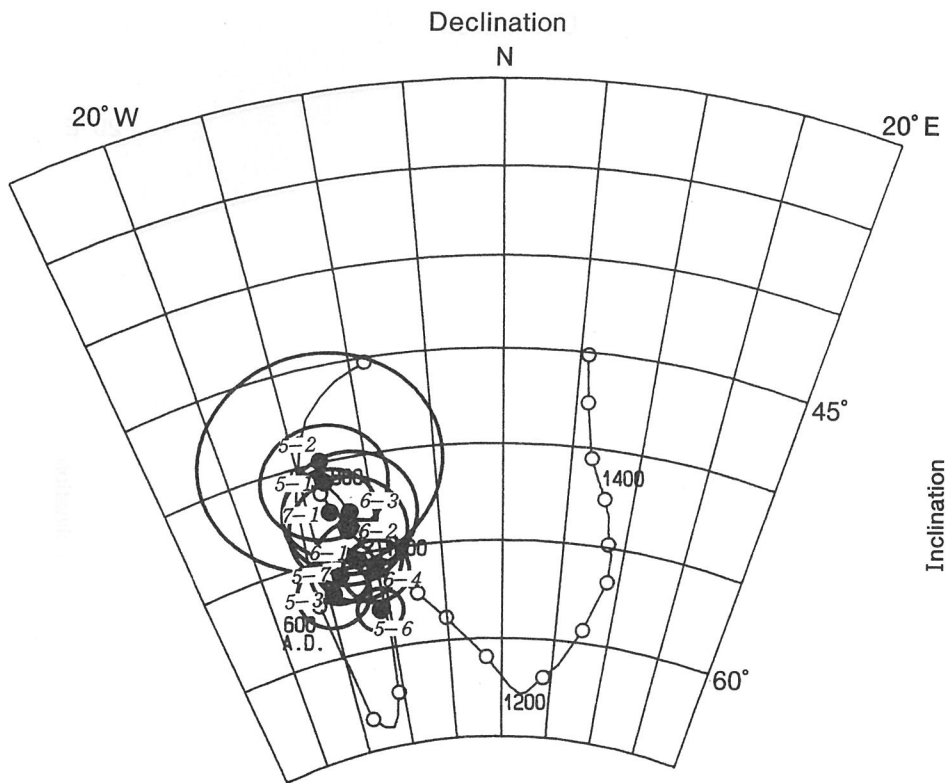 Declination
N
20° W
20° E
45°
5-2
5-1
7-1
6-3
6-2
1400
6-1
5-7
6-4
5-3
5-6
600
A.D.
60°
1200
Inclination